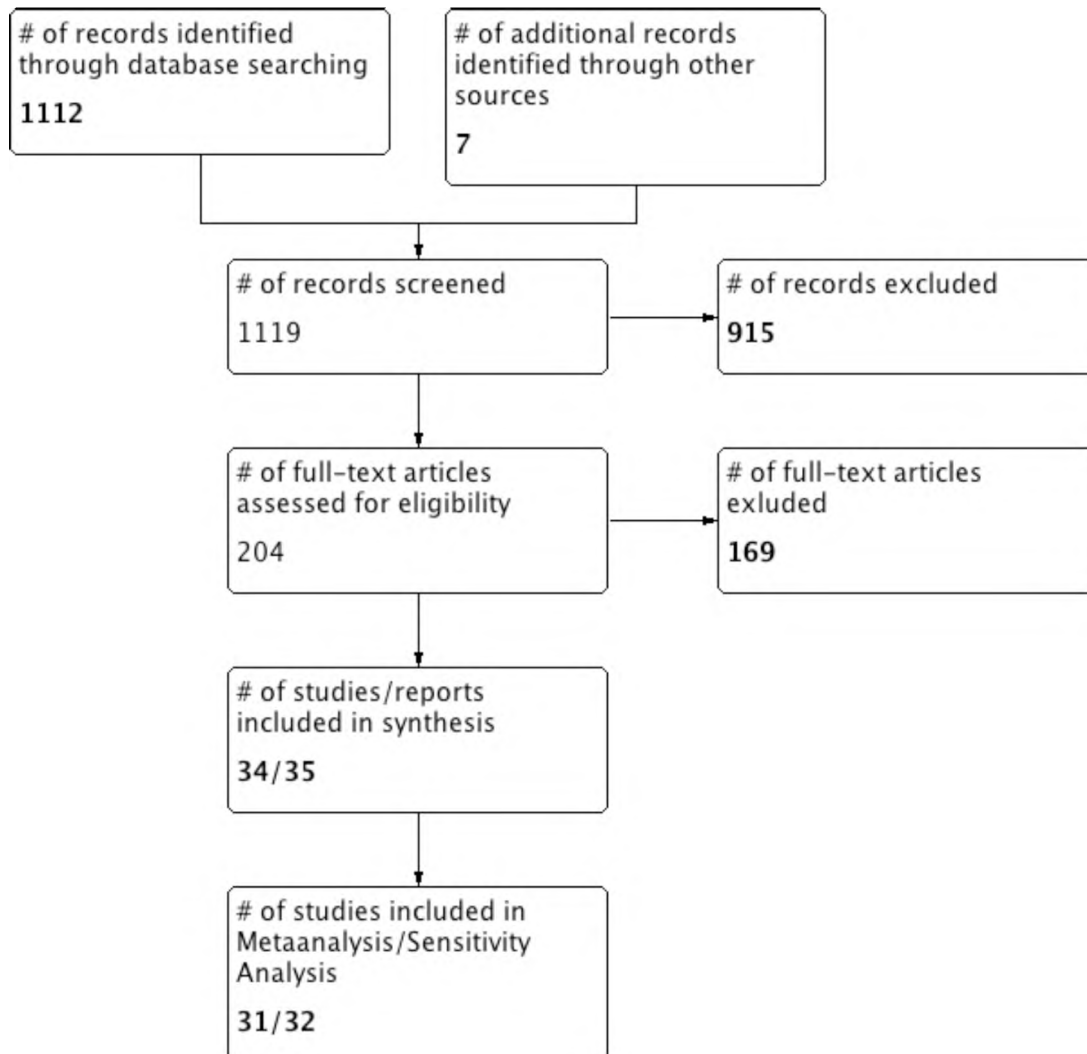 # of records identified
through database searching
1112
# of additional records
identified through other
sources
7
# of records screened
1119
# of records excluded
915
# of full-text articles
assessed for eligibility
204
# of full-text articles
exluded
169
# of studies/reports
included in synthesis
34/35
# of studies included in
Metaanalysis/Sensitivity
Analysis
31/32